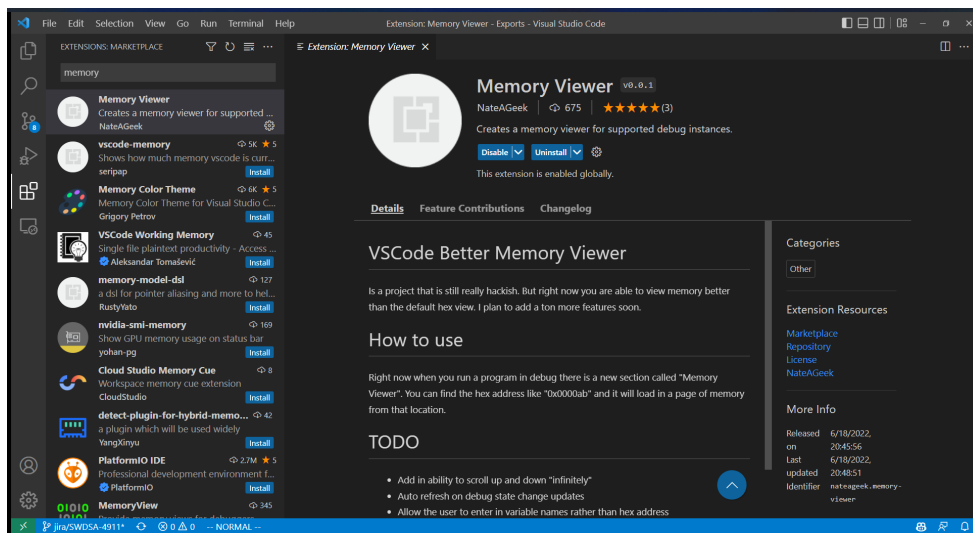 File Edit Selection View Go Run Terminal Help
Extension: Memory Viewer - Exports - Visual Studio Code
EXTENSIONS: MARKETPLACE
memory
Memory Viewer
Creates a memory viewer for supported ...
NateAGeek
vscode-memory 5K ★ 5
Shows how much memory vscode is curr...
seripap Install
Memory Color Theme 6K ★ 5
Memory Color Theme for Visual Studio C...
Grigory Petrov Install
VSCode Working Memory 45
Single file plaintext productivity - Access ...
Aleksandar Tomašević Install
memory-model-dsl 127
a dsl for pointer aliasing and more to hel...
RustyYato Install
nvidia-smi-memory 169
Show GPU memory usage on status bar
yohan-pg Install
Cloud Studio Memory Cue 8
Workspace memory cue extension
CloudStudio Install
detect-plugin-for-hybrid-memo... 42
a plugin which will be used widely
YangXinyu Install
PlatformIO IDE 2.7M ★ 5
Professional development environment f...
PlatformIO Install
MemoryView 345
01010
Extension: Memory Viewer
Memory Viewer v0.0.1
NateAGeek 675 ★★★★★(3)
Creates a memory viewer for supported debug instances.
Disable Uninstall
This extension is enabled globally.
Details Feature Contributions Changelog
VSCode Better Memory Viewer
Is a project that is still really hackish. But right now you are able to view memory better
than the default hex view. I plan to add a ton more features soon.
How to use
Right now when you run a program in debug there is a new section called "Memory
Viewer". You can find the hex address like "0x0000ab" and it will load in a page of memory
from that location.
TODO
• Add in ability to scroll up and down "infinitely"
• Auto refresh on debug state change updates
• Allow the user to enter in variable names rather than hex address
Categories
Other
Extension Resources
Marketplace
Repository
License
NateAGeek
More Info
Released on 6/18/2022, 20:45:56
Last updated 6/18/2022, 20:48:51
Identifier nateageek.memory-viewer
8
jira/SWDSA-4911* 0 0 -- NORMAL --